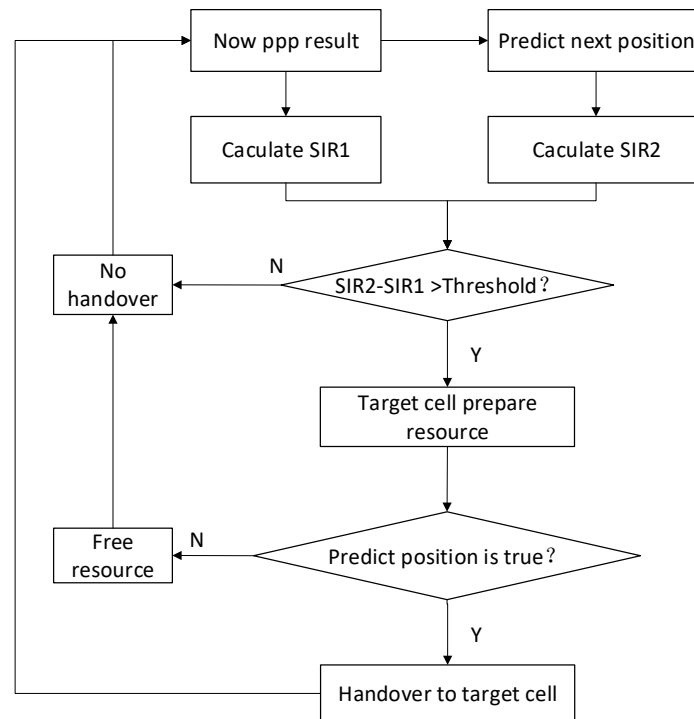 Now ppp result
Predict next position
Caculate SIR1
Caculate SIR2
No
handover
N
SIR2-SIR1 >Threshold？
Y
Target cell prepare
resource
Free
resource
N
Predict position is true？
Y
Handover to target cell